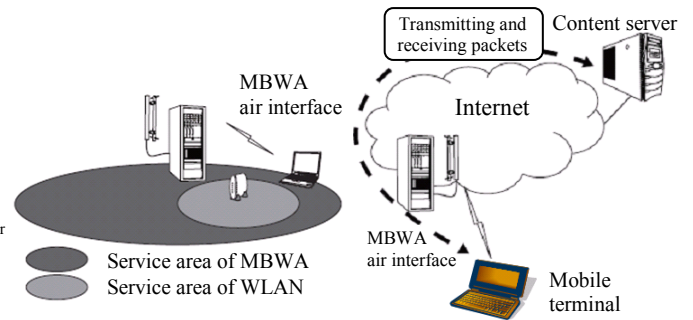 Transmitting and
receiving packets
Content server
MBWA
air interface
Internet
r
MBWA
air interface
Service area of MBWA
Service area of WLAN
Mobile
terminal